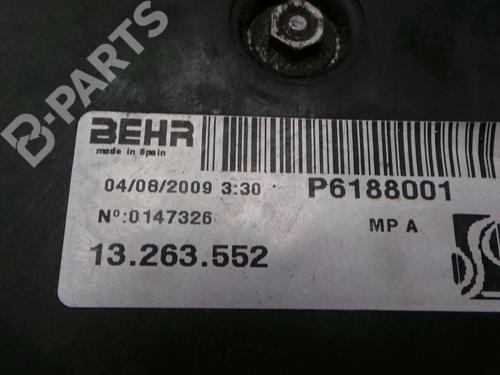 B-PARTS
BEHR
made in Spain
04/08/2009 3:30 P6188001
Nº:0147326 MP A
13.263.552